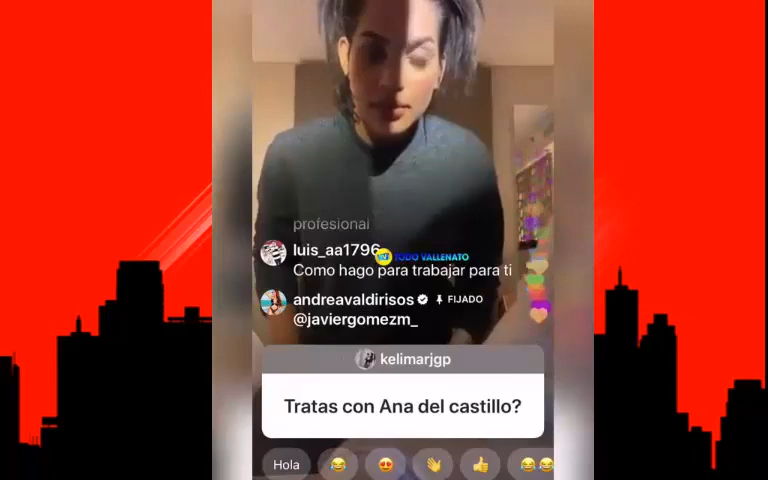 profesional
luis_aa1796
TODO VALLENATO
Como hago para trabajar para ti
andreavaldirisos FIJADO
@javiergomezm_
kelimarjgp
Tratas con Ana del castillo?
Hola